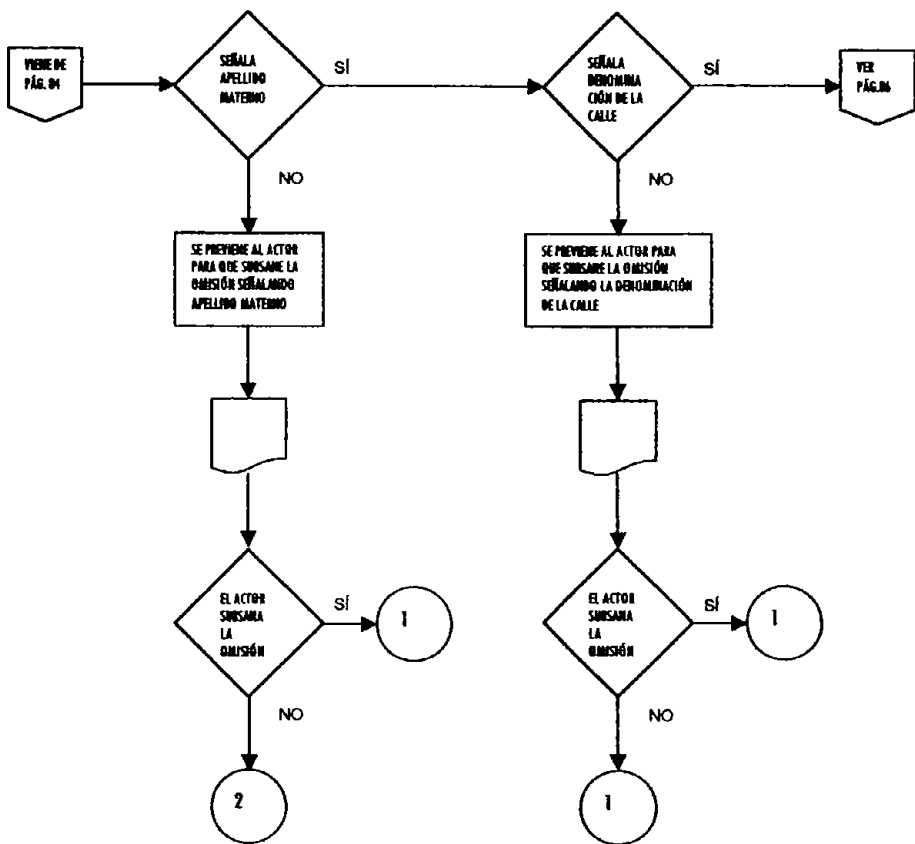 VIENE DE
PÁG. 04
SEÑALA
APELLIDO
MATERNO
SÍ
SEÑALA
DENOMINA
CIÓN DE LA
CALLE
SÍ
VER
PÁG.06
NO
NO
SE PREVIENE AL ACTOR
PARA QUE SUBSANE LA
OMISIÓN SEÑALANDO
APELLIDO MATERNO
SE PREVIENE AL ACTOR PARA
QUE SUBSANE LA OMISIÓN
SEÑALANDO LA DENOMINACIÓN
DE LA CALLE
EL ACTOR
SUBSANA
LA
OMISIÓN
SÍ
1
EL ACTOR
SUBSANA
LA
OMISIÓN
SÍ
1
NO
NO
2
1